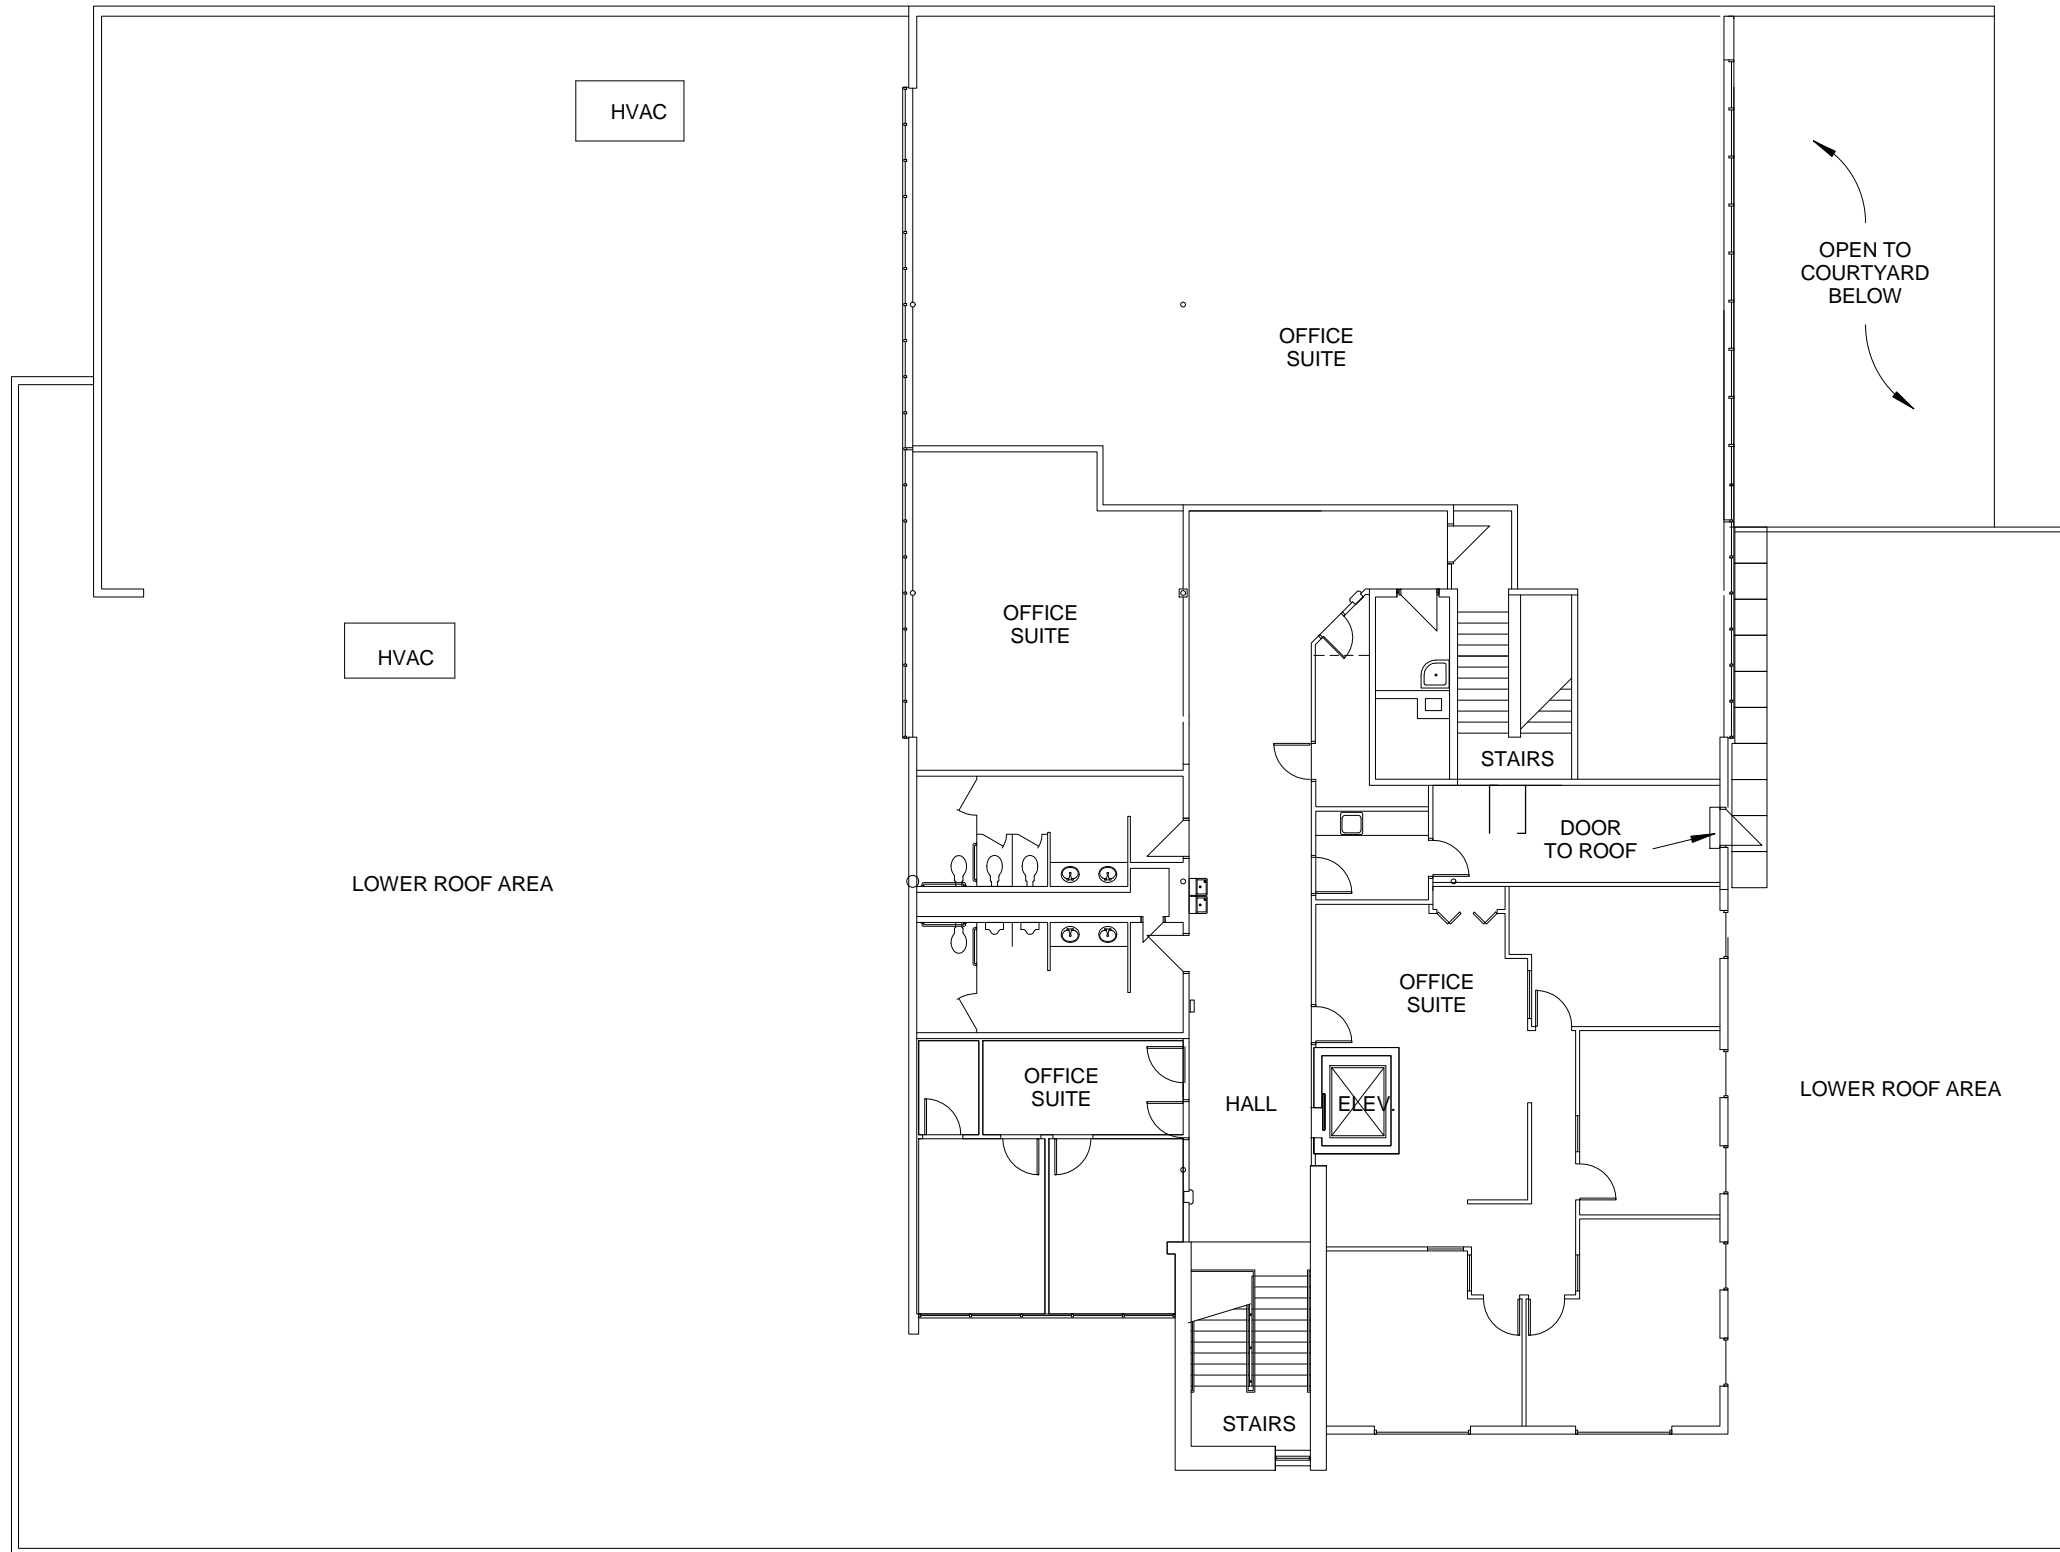 HVAC
OPEN TO
COURTYARD
BELOW
OFFICE
SUITE
OFFICE
SUITE
HVAC
STAIRS
DOOR
TO ROOF
LOWER ROOF AREA
OFFICE
SUITE
OFFICE
SUITE
HALL
ELEV.
LOWER ROOF AREA
STAIRS